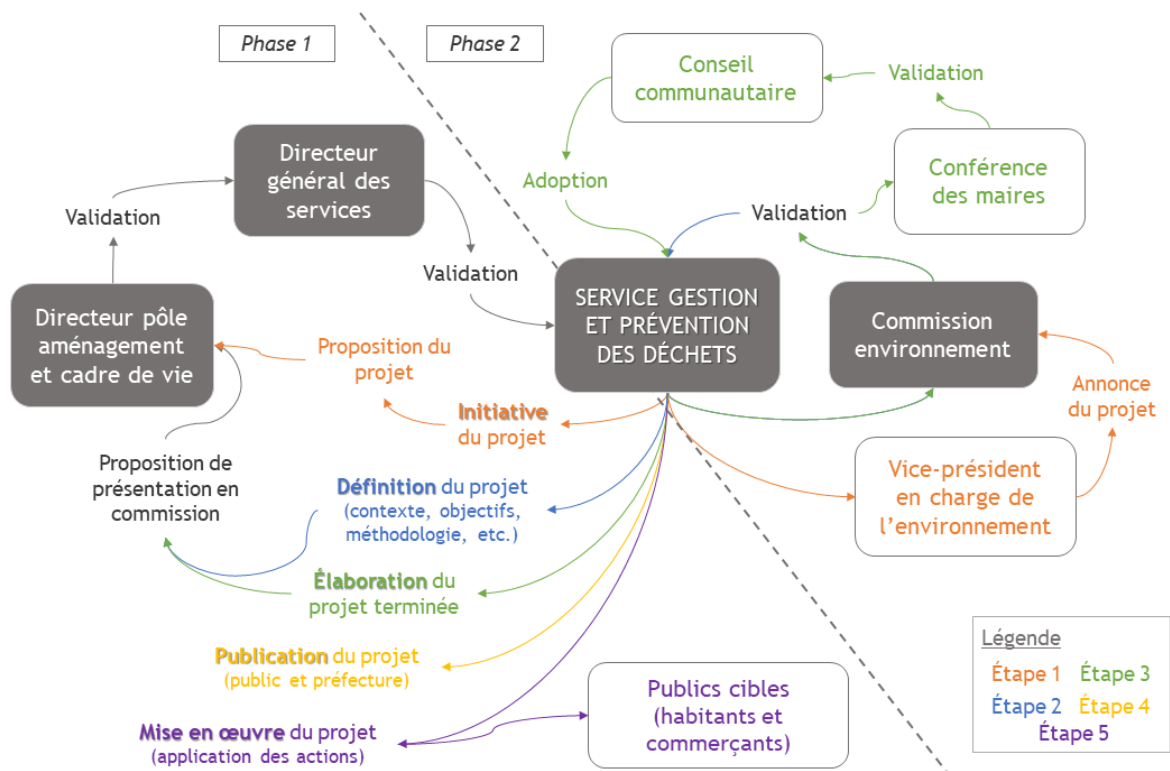 Phase 1
Phase 2
Conseil
communautaire
Validation
Directeur
général des
services
Conférence
des maires
Adoption
Validation
Validation
Validation
SERVICE GESTION
ET PRÉVENTION
DES DÉCHETS
Directeur pôle
aménagement
et cadre de vie
Commission
environnement
Proposition du
projet
Annonce
du projet
Initiative
du projet
Proposition de
présentation en
commission
Vice-président
en charge de
l'environnement
Définition du projet
(contexte, objectifs,
méthodologie, etc.)
Élaboration du
projet terminée
Publication du projet
(public et préfecture)
Publics cibles
(habitants et
commerçants)
Mise en œuvre du projet
(application des actions)
Légende
Étape 1 Étape 3
Étape 2 Étape 4
Étape 5